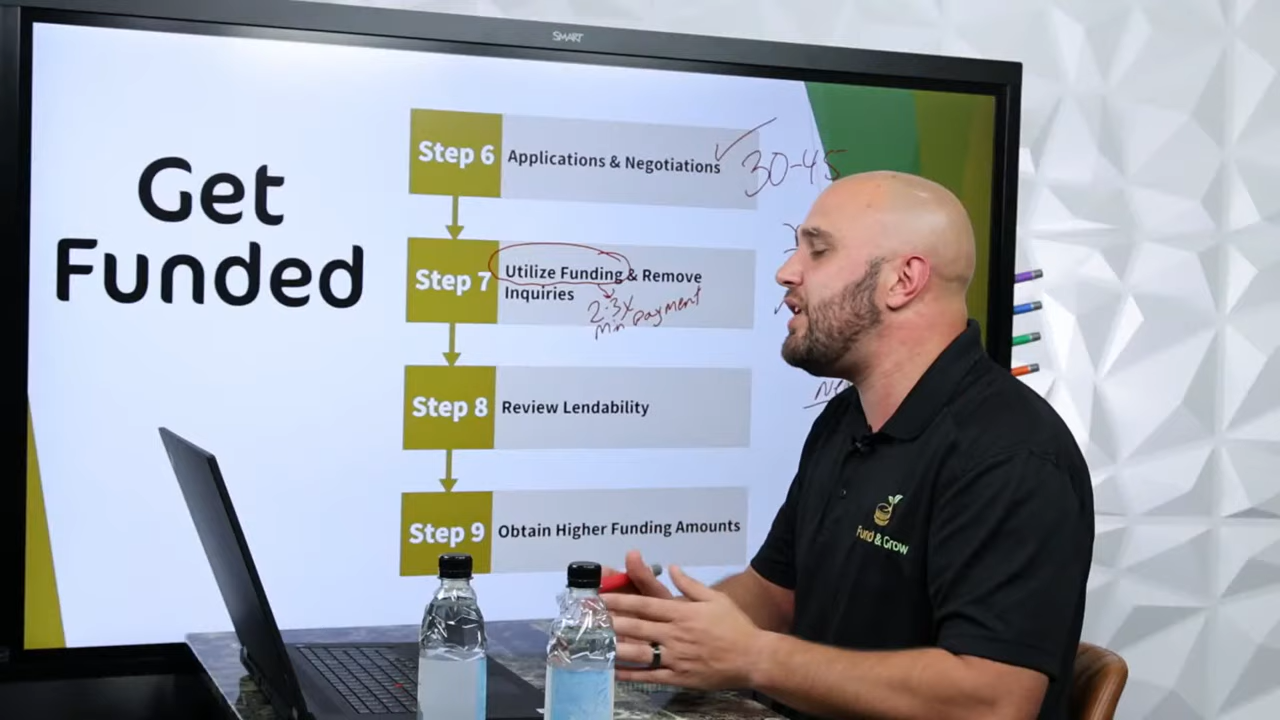 SMART
Get
Funded
Step 6
Applications & Negotiations
30-45
Step 7
Utilize Funding & Remove
Inquiries
2-3x
min payment
Step 8
Review Lendability
Step 9
Obtain Higher Funding Amounts
Fund & Grow